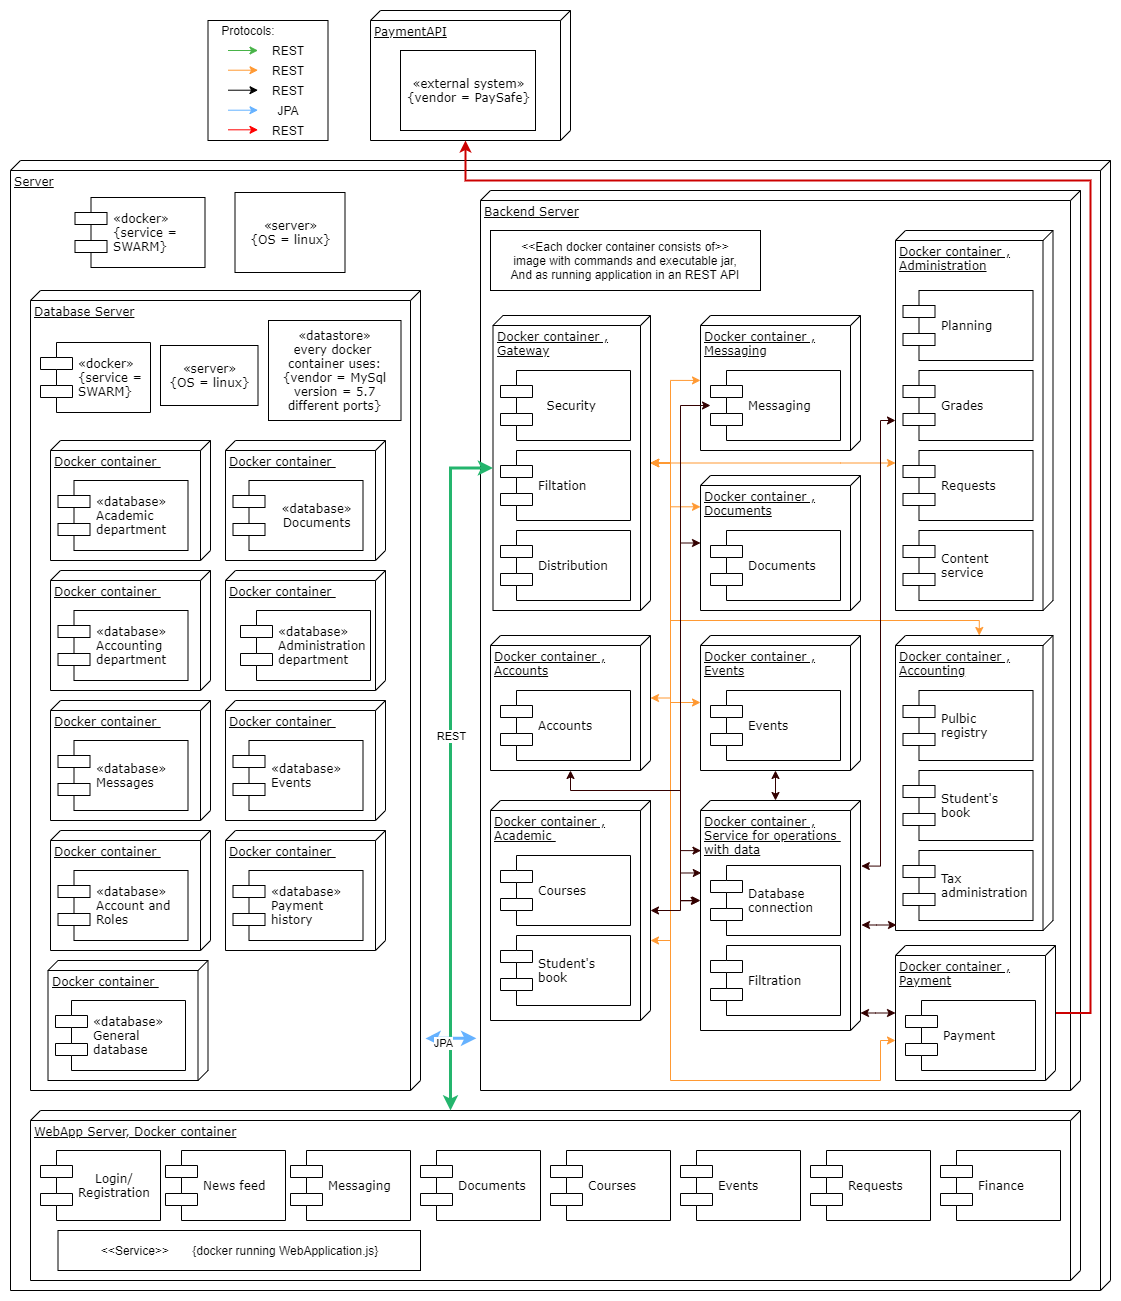 Protocols:
REST
REST
REST
JPA
REST
PaymentAPI
«external system»
{vendor = PaySafe}
Server
«docker»
{service =
SWARM}
«server»
{OS = linux}
Database Server
«docker»
{service =
SWARM}
«server»
{OS = linux}
«datastore»
every docker
container uses:
{vendor = MySql
version = 5.7
different ports}
Docker container
«database»
Academic
department
Docker container
«database»
Documents
Docker container
«database»
Accounting
department
Docker container
«database»
Administration
department
Docker container
«database»
Messages
Docker container
«database»
Events
Docker container
«database»
Account and
Roles
Docker container
«database»
Payment
history
Docker container
«database»
General
database
REST
JPA
Backend Server
<<Each docker container consists of>>
image with commands and executable jar,
And as running application in an REST API
Docker container ,
Gateway
Security
Filtation
Distribution
Docker container ,
Messaging
Messaging
Docker container ,
Administration
Planning
Grades
Requests
Content
service
Docker container ,
Documents
Documents
Docker container ,
Accounts
Accounts
Docker container ,
Events
Events
Docker container ,
Accounting
Pulbic
registry
Student's
book
Tax
administration
Docker container ,
Academic
Courses
Student's
book
Docker container ,
Service for operations
with data
Database
connection
Filtration
Docker container ,
Payment
Payment
WebApp Server, Docker container
Login/
Registration
News feed
Messaging
Documents
Courses
Events
Requests
Finance
<<Service>> {docker running WebApplication.js}